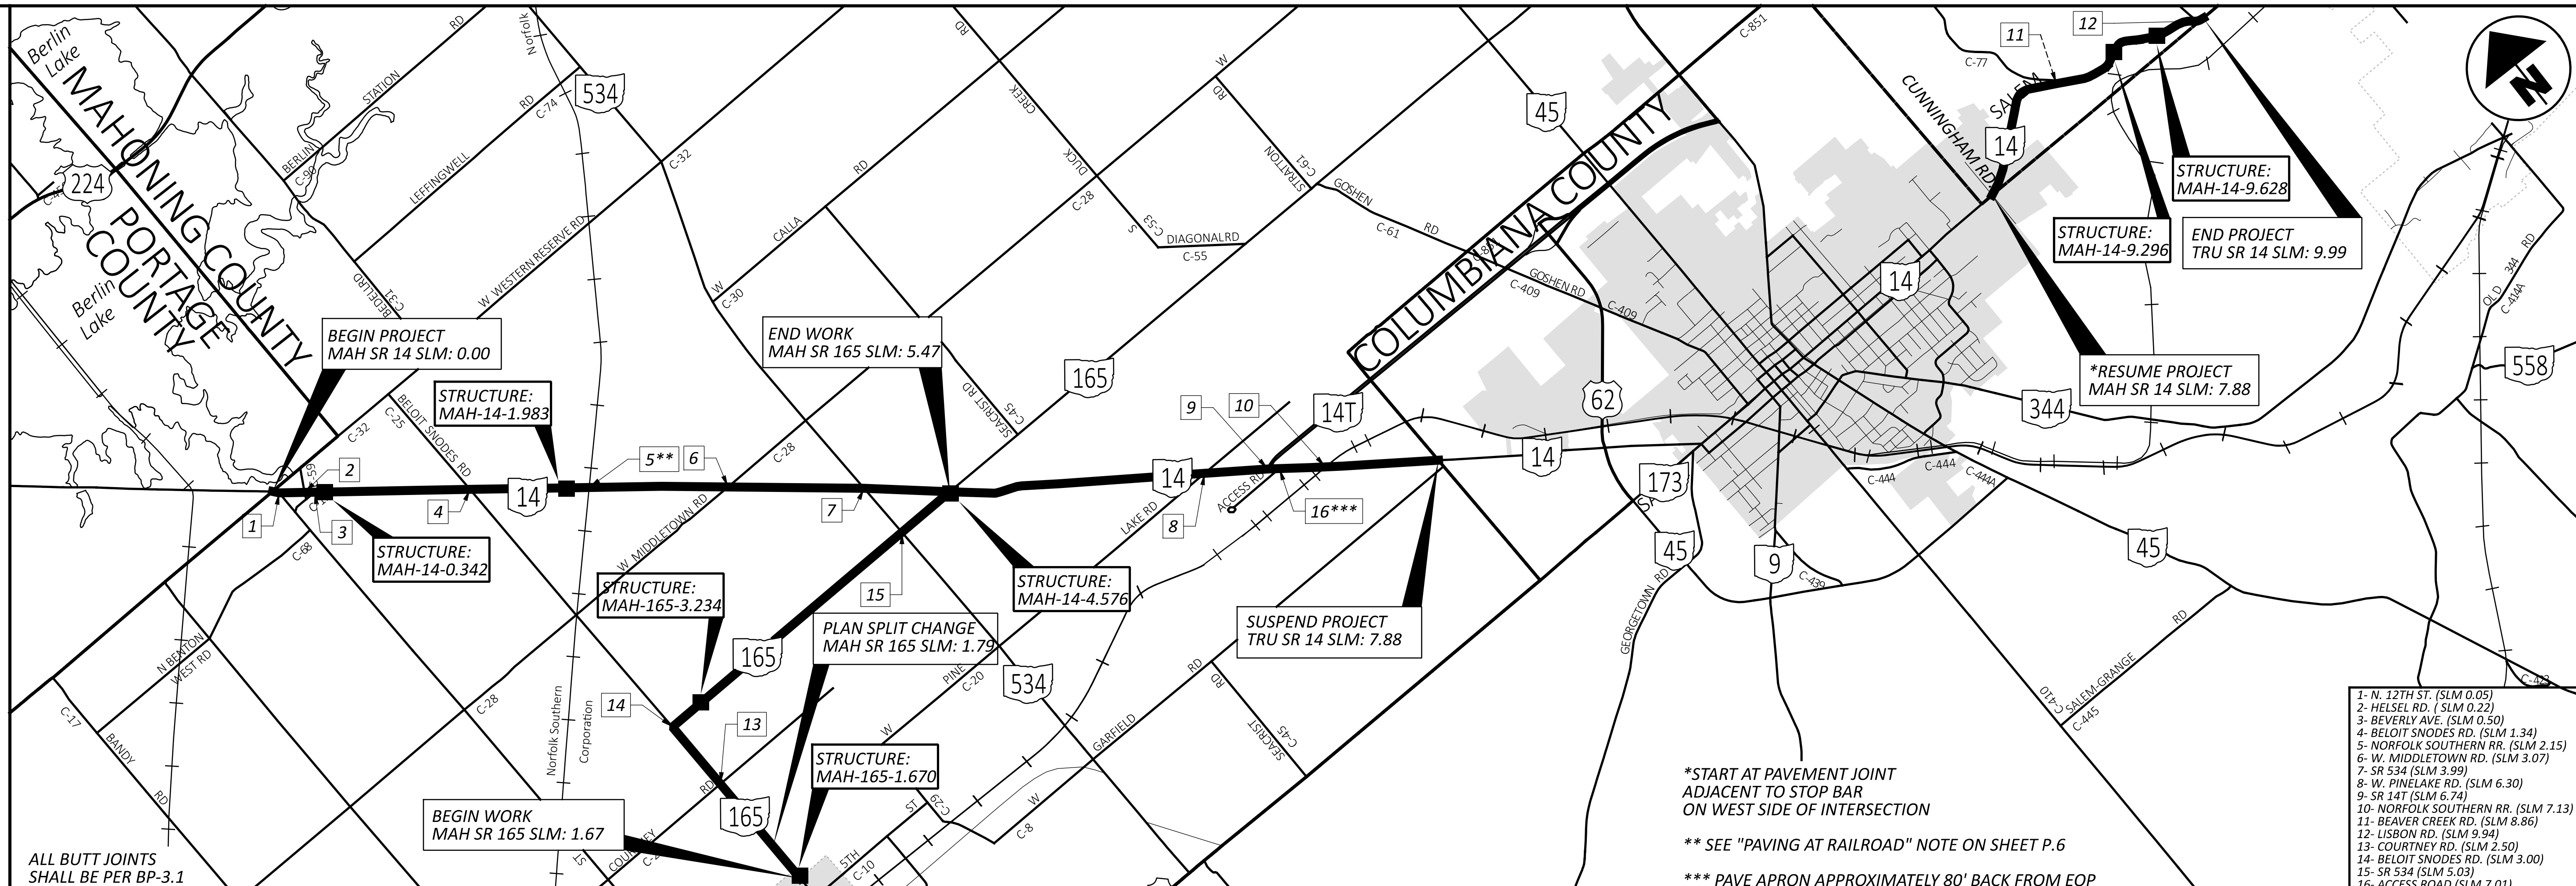 Berlin
Lake
MAHONING COUNTY
PORTAGE
COUNTY
224
Berlin
Lake
BERLIN
STATION
RD
C-90
LEFFINGWELL
RD
C-74
Norfolk
534
C-32
W WESTERN RESERVE RD
BEDELL RD
C-31
CALLA
RD
W
C-30
RD
CREEK
DUCK
C-53
S
DIAGONAL RD
C-55
W
RD
C-28
STRATTON
C-61
GOSHEN
RD
C-61
45
COLUMBIANA COUNTY
C-851
GOSHEN RD
C-409
C-409
CUNNINGHAM RD.
SALEM
14
C-77
11
12
N
STRUCTURE:
MAH-14-9.628
STRUCTURE:
MAH-14-9.296
END PROJECT
TRU SR 14 SLM: 9.99
*RESUME PROJECT
MAH SR 14 SLM: 7.88
14
344
OLD 344 RD
C-414A
558
BEGIN PROJECT
MAH SR 14 SLM: 0.00
STRUCTURE:
MAH-14-1.983
END WORK
MAH SR 165 SLM: 5.47
C-32
C-25
BELOIT SNODES RD
SEACRIST RD
C-45
165
14T
62
1
2
3
4
14
5**
6
C-28
7
W MIDDLETOWN RD
14
8
9
10
LAKE RD
ACCESS RD
16***
14
173
C-444
C-444
C-444A
C-68
STRUCTURE:
MAH-14-0.342
STRUCTURE:
MAH-165-3.234
15
STRUCTURE:
MAH-14-4.576
PLAN SPLIT CHANGE
MAH SR 165 SLM: 1.79
SUSPEND PROJECT
TRU SR 14 SLM: 7.88
45
9
C-439
45
GEORGETOWN RD
N BENTON
WEST RD
165
PINE
C-20
W
534
RD
GARFIELD
W
C-8
RD
SEACRIST
C-45
C-410
SALEM-GRANGE
RD
C-445
C-17
BANDY
RD
C-28
Norfolk Southern
Corporation
14
13
RD
COURTNEY
165
STRUCTURE:
MAH-165-1.670
BEGIN WORK
MAH SR 165 SLM: 1.67
ST
C-29
5TH
C-10
ALL BUTT JOINTS
SHALL BE PER BP-3.1
*START AT PAVEMENT JOINT
ADJACENT TO STOP BAR
ON WEST SIDE OF INTERSECTION
** SEE "PAVING AT RAILROAD" NOTE ON SHEET P.6
*** PAVE APRON APPROXIMATELY 80' BACK FROM EOP
1- N. 12TH ST. (SLM 0.05)
2- HELSEL RD. ( SLM 0.22)
3- BEVERLY AVE. (SLM 0.50)
4- BELOIT SNODES RD. (SLM 1.34)
5- NORFOLK SOUTHERN RR. (SLM 2.15)
6- W. MIDDLETOWN RD. (SLM 3.07)
7- SR 534 (SLM 3.99)
8- W. PINELAKE RD. (SLM 6.30)
9- SR 14T (SLM 6.74)
10- NORFOLK SOUTHERN RR. (SLM 7.13)
11- BEAVER CREEK RD. (SLM 8.86)
12- LISBON RD. (SLM 9.94)
13- COURTNEY RD. (SLM 2.50)
14- BELOIT SNODES RD. (SLM 3.00)
15- SR 534 (SLM 5.03)
16- ACCESS ROAD (SLM 7.01)